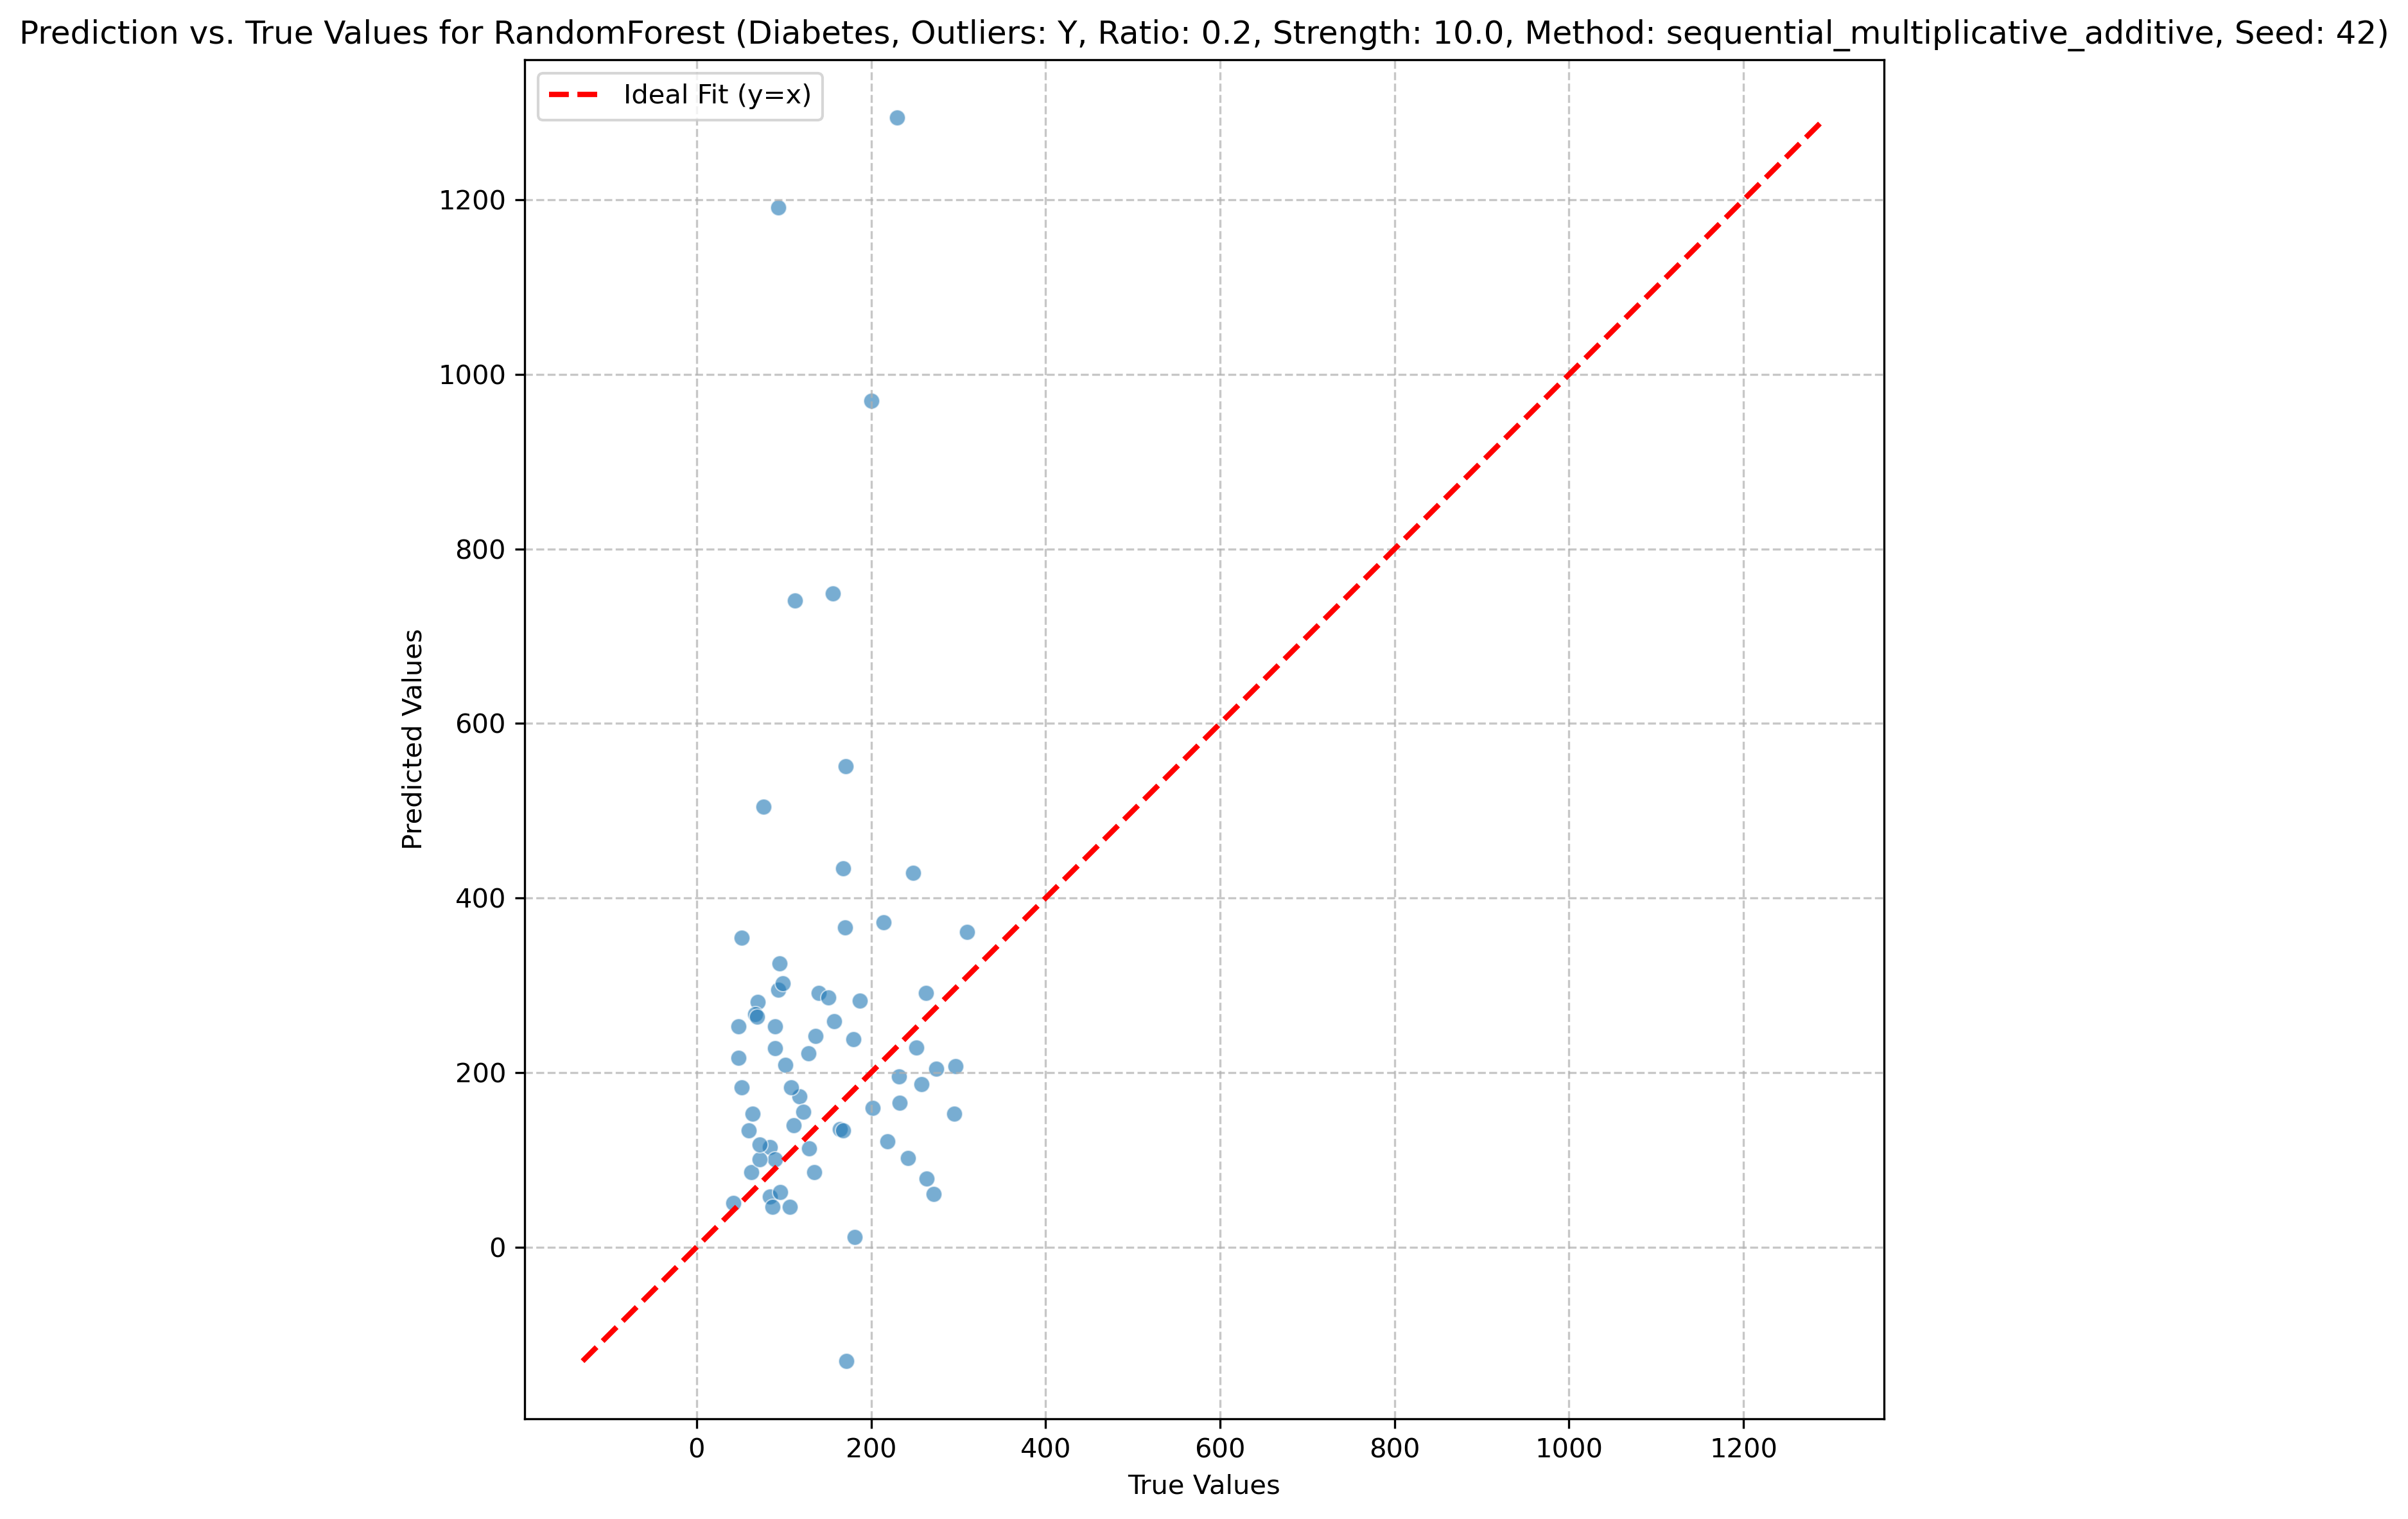 Prediction vs. True Values for RandomForest (Diabetes, Outliers: Y, Ratio: 0.2, Strength: 10.0, Method: sequential_multiplicative_additive, Seed: 42)
Ideal Fit (y=x)
1200
1000
800
600
400
200
0
Predicted Values
0 200 400 600 800 1000 1200
True Values